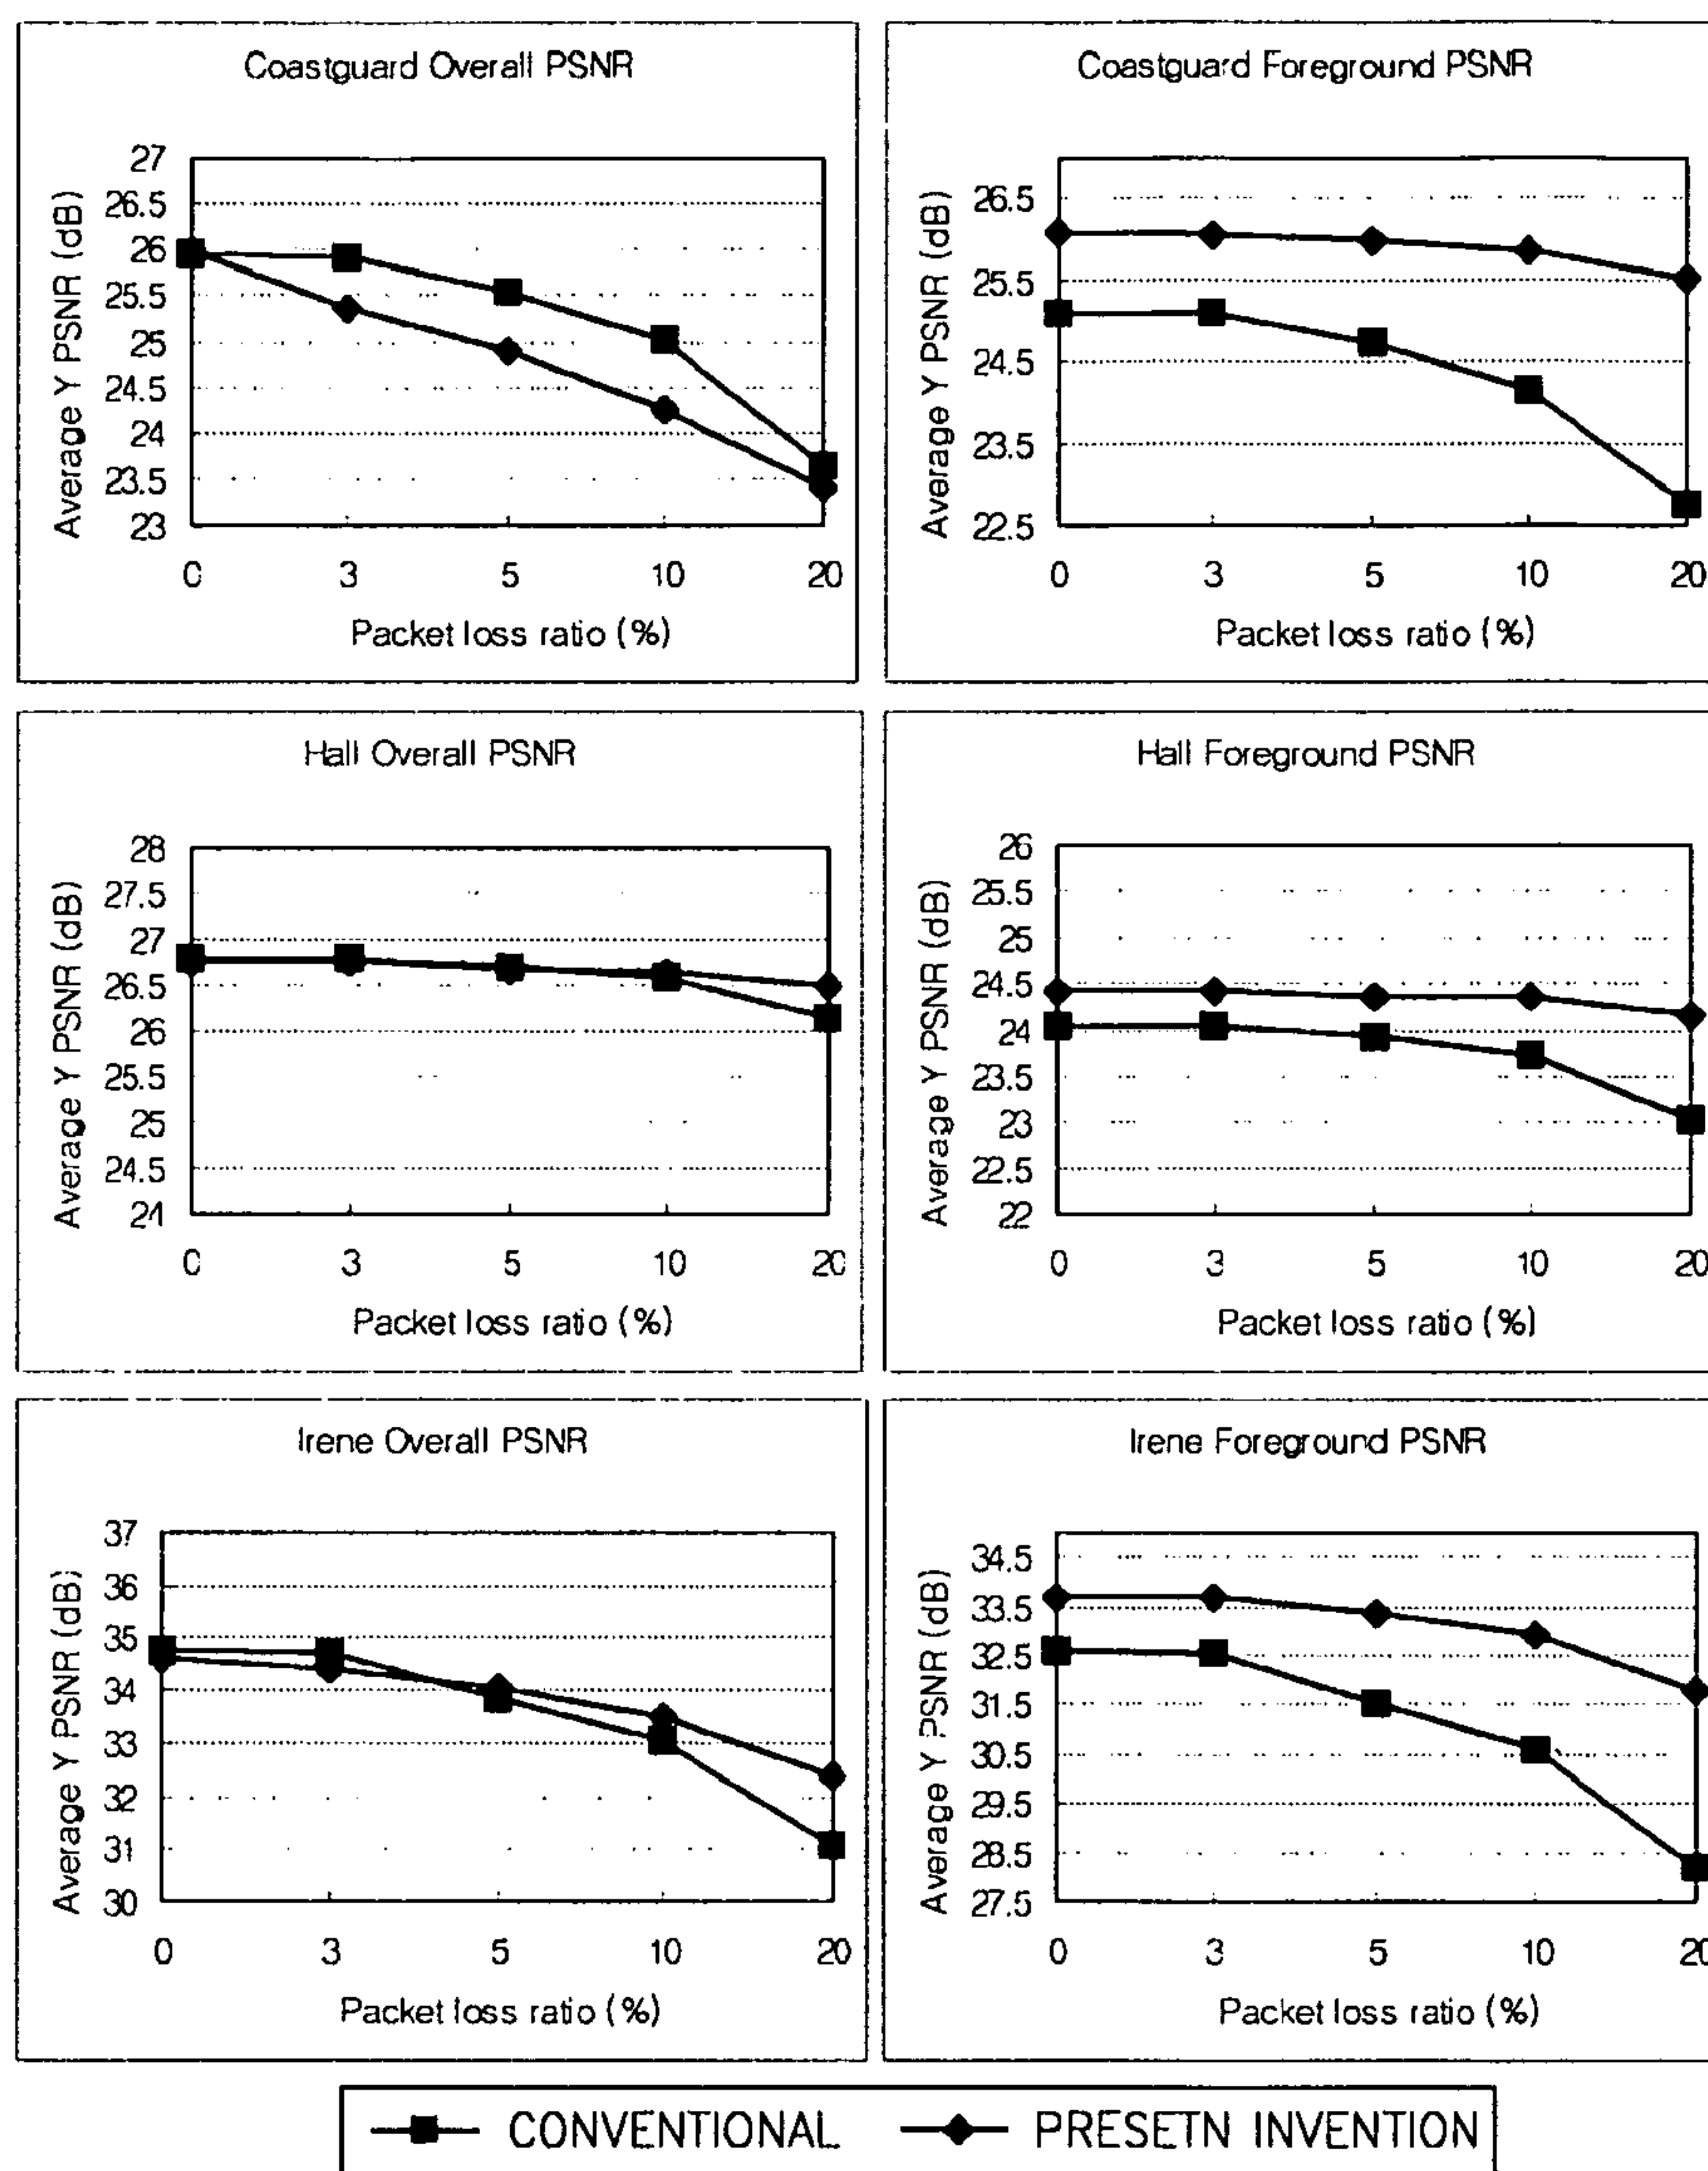 Coastguard Overall PSNR
Average Y PSNR (dB)
27
26.5
26
25.5
25
24.5
24
23.5
23
0 3 5 10 20
Packet loss ratio (%)
Coastguard Foreground PSNR
Average Y PSNR (dB)
26.5
25.5
24.5
23.5
22.5
0 3 5 10 20
Packet loss ratio (%)
Hall Overall PSNR
Average Y PSNR (dB)
28
27.5
27
26.5
26
25.5
25
24.5
24
0 3 5 10 20
Packet loss ratio (%)
Hall Foreground PSNR
Average Y PSNR (dB)
26
25.5
25
24.5
24
23.5
23
22.5
22
0 3 5 10 20
Packet loss ratio (%)
Irene Overall PSNR
Average Y PSNR (dB)
37
36
35
34
33
32
31
30
0 3 5 10 20
Packet loss ratio (%)
Irene Foreground PSNR
Average Y PSNR (dB)
34.5
33.5
32.5
31.5
30.5
29.5
28.5
27.5
0 3 5 10 20
Packet loss ratio (%)
CONVENTIONAL PRESETN INVENTION